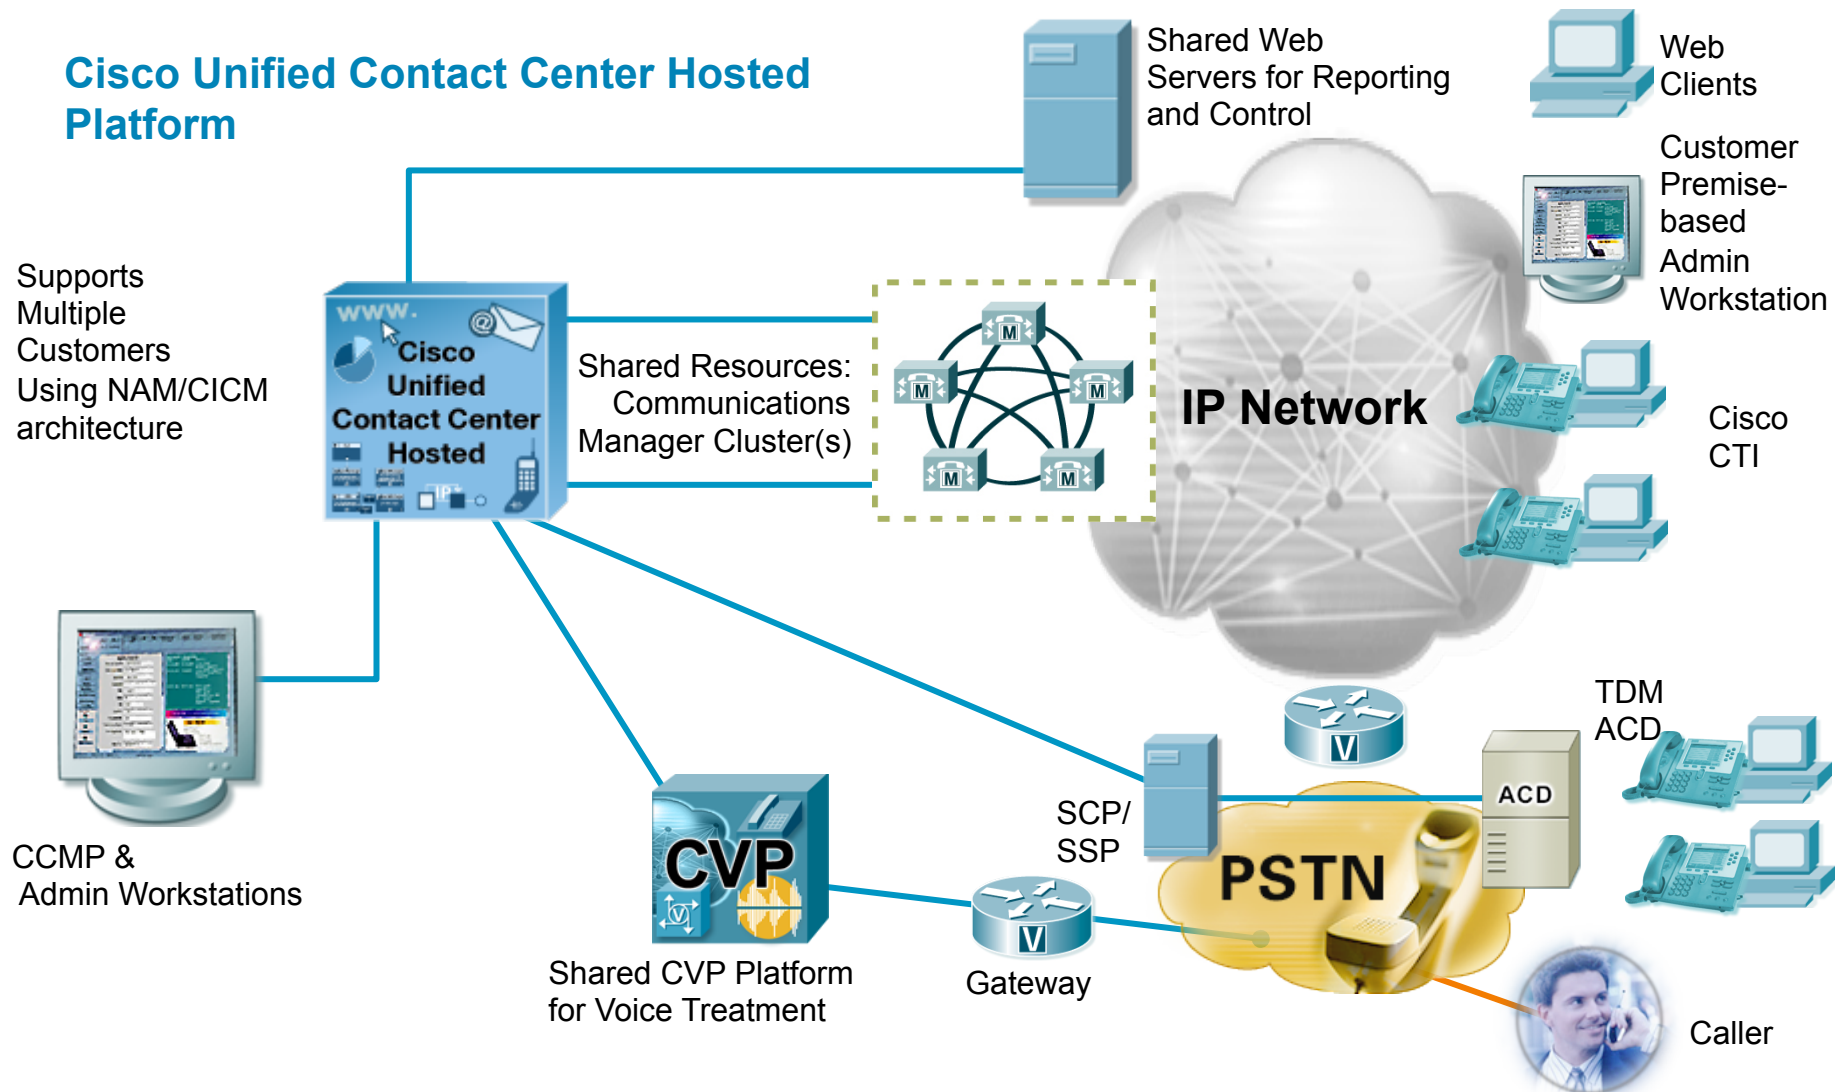 Cisco Unified Contact Center Hosted
Platform
Shared Web
Servers for Reporting
and Control
Web
Clients
Customer
Premise-
based
Admin
Workstation
Supports
Multiple
Customers
Using NAM/CICM
architecture
www.
@
Cisco
Unified
Contact Center
Hosted
IP
Shared Resources:
Communications
Manager Cluster(s)
M
M
M
M
M
IP Network
Cisco
CTI
CCMP &
Admin Workstations
TDM
ACD
V
ACD
SCP/
SSP
PSTN
CVP
V
V
Shared CVP Platform
for Voice Treatment
Gateway
Caller